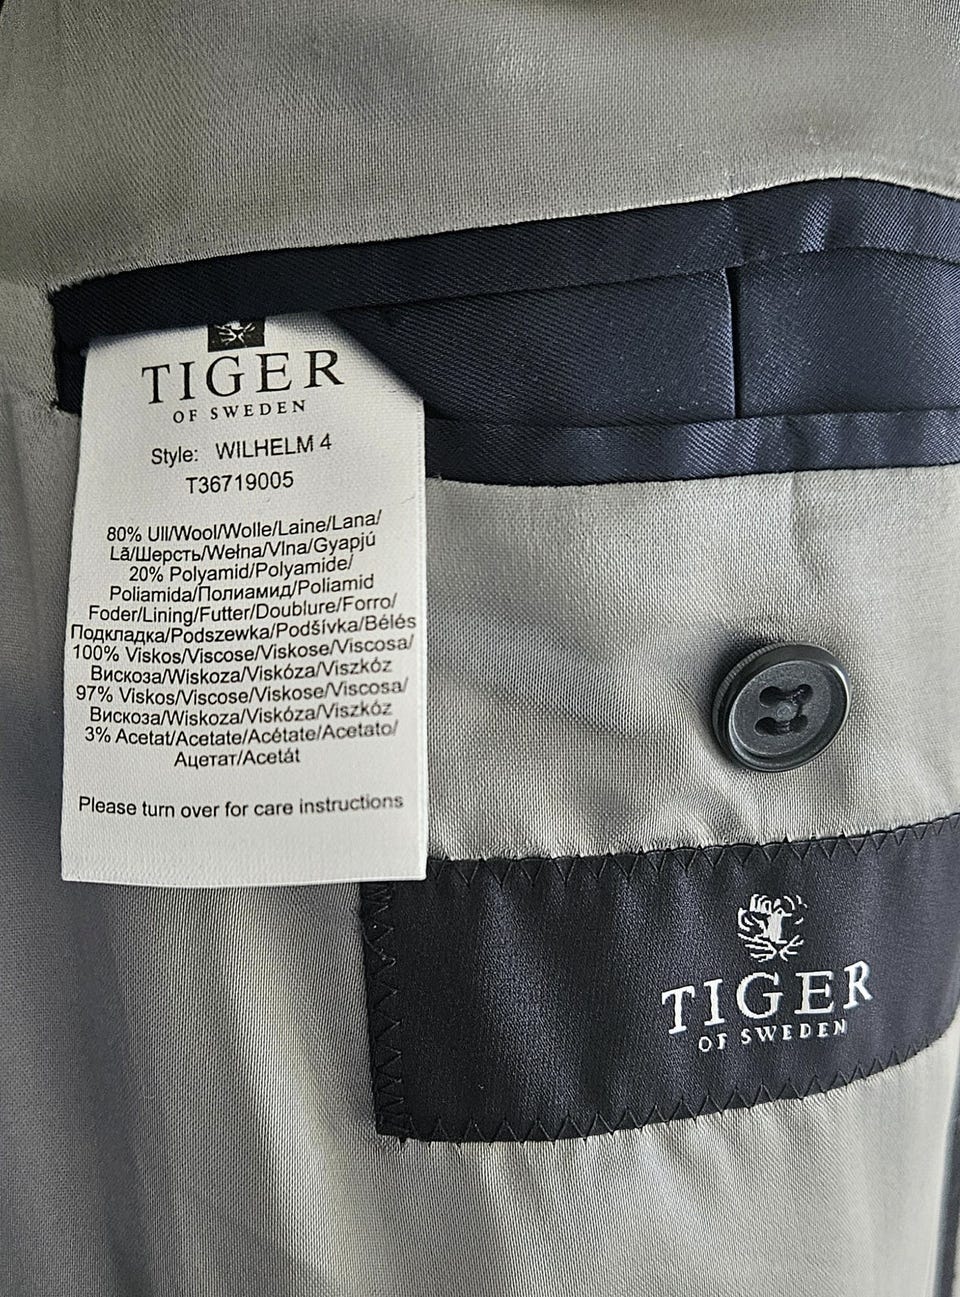 TIGER
OF SWEDEN
Style: WILHELM 4
T36719005
80% Ull/Wool/Wolle/Laine/Lana/
Lã/Шерсть/Wełna/Vlna/Gyapjú
20% Polyamid/Polyamide/
Poliamida/Полиамид/Poliamid
Foder/Lining/Futter/Doublure/Forro/
Подкладка/Podszewka/Podšívka/Bélés
100% Viskos/Viscose/Viskose/Viscosa/
Вискоза/Wiskoza/Viskóza/Viszkóz
97% Viskos/Viscose/Viskose/Viscosa/
Вискоза/Wiskoza/Viskóza/Viszkóz
3% Acetat/Acetate/Acétate/Acetato/
Ацетат/Acetát
Please turn over for care instructions
TIGER
OF SWEDEN